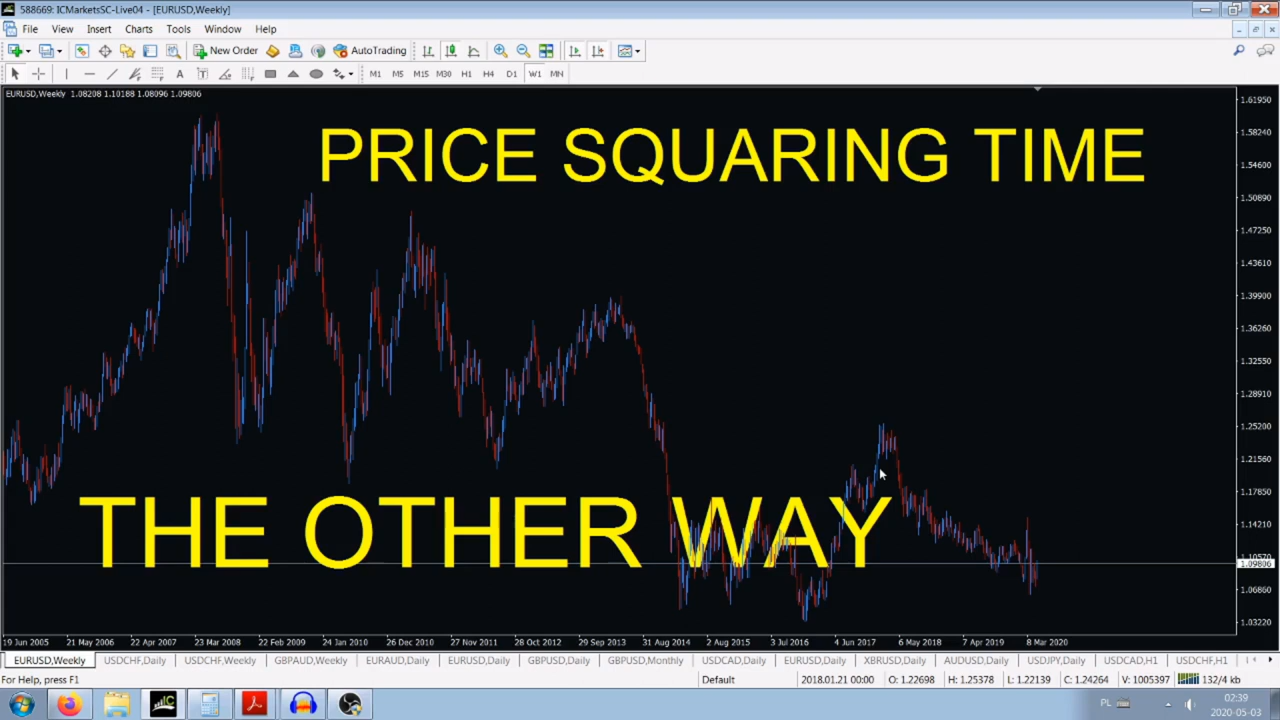 588669: ICMarketsSC-Live04 - [EURUSD,Weekly]
File View Insert Charts Tools Window Help
New Order AutoTrading
A T M1 M5 M15 M30 H1 H4 D1 W1 MN
EURUSD,Weekly 1.08208 1.10188 1.08096 1.09806
PRICE SQUARING TIME
THE OTHER WAY
1.61950
1.58240
1.54600
1.50890
1.47250
1.43610
1.39900
1.36260
1.32550
1.28910
1.25200
1.21560
1.17850
1.14210
1.10570
1.09806
1.06860
1.03220
19 Jun 2005 21 May 2006 22 Apr 2007 23 Mar 2008 22 Feb 2009 24 Jan 2010 26 Dec 2010 27 Nov 2011 28 Oct 2012 29 Sep 2013 31 Aug 2014 2 Aug 2015 3 Jul 2016 4 Jun 2017 6 May 2018 7 Apr 2019 8 Mar 2020
EURUSD,Weekly USDCHF,Daily USDCHF,Weekly GBPAUD,Weekly EURAUD,Daily EURUSD,Daily GBPUSD,Daily GBPUSD,Monthly USDCAD,Daily EURUSD,Daily XBRUSD,Daily AUDUSD,Daily USDJPY,Daily USDCAD,H1 USDCHF,H1
For Help, press F1 Default 2018.01.21 00:00 O: 1.22698 H: 1.25378 L: 1.22139 C: 1.24264 V: 1005397 132/4 kb
PL 02:39
2020-05-03